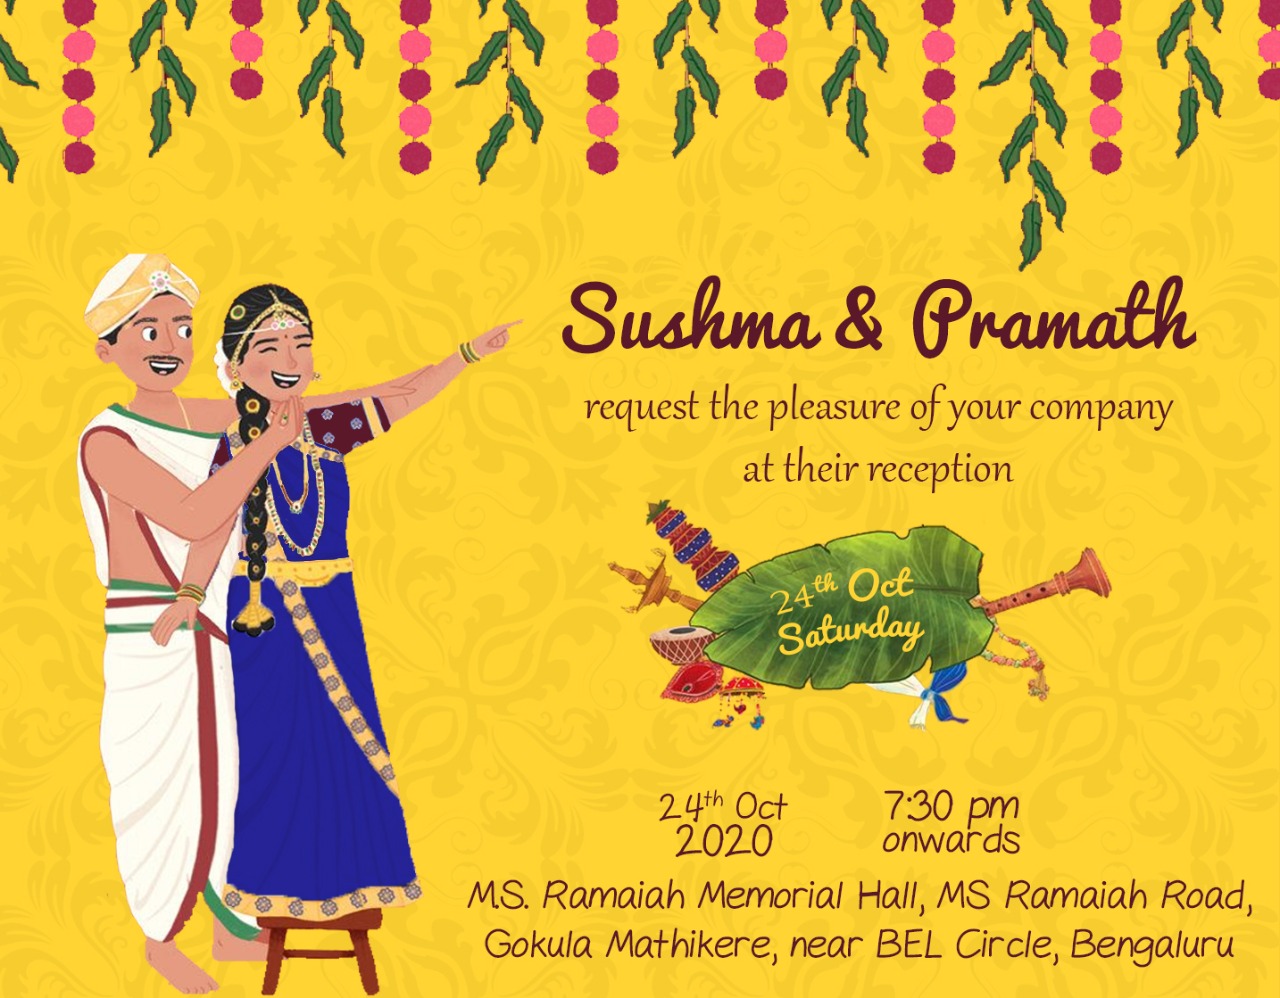 Sushma & Pramath
request the pleasure of your company
at their reception
24th Oct
Saturday
24th Oct
2020
7:30 pm
onwards
M.S. Ramaiah Memorial Hall, MS Ramaiah Road,
Gokula Mathikere, near BEL Circle, Bengaluru